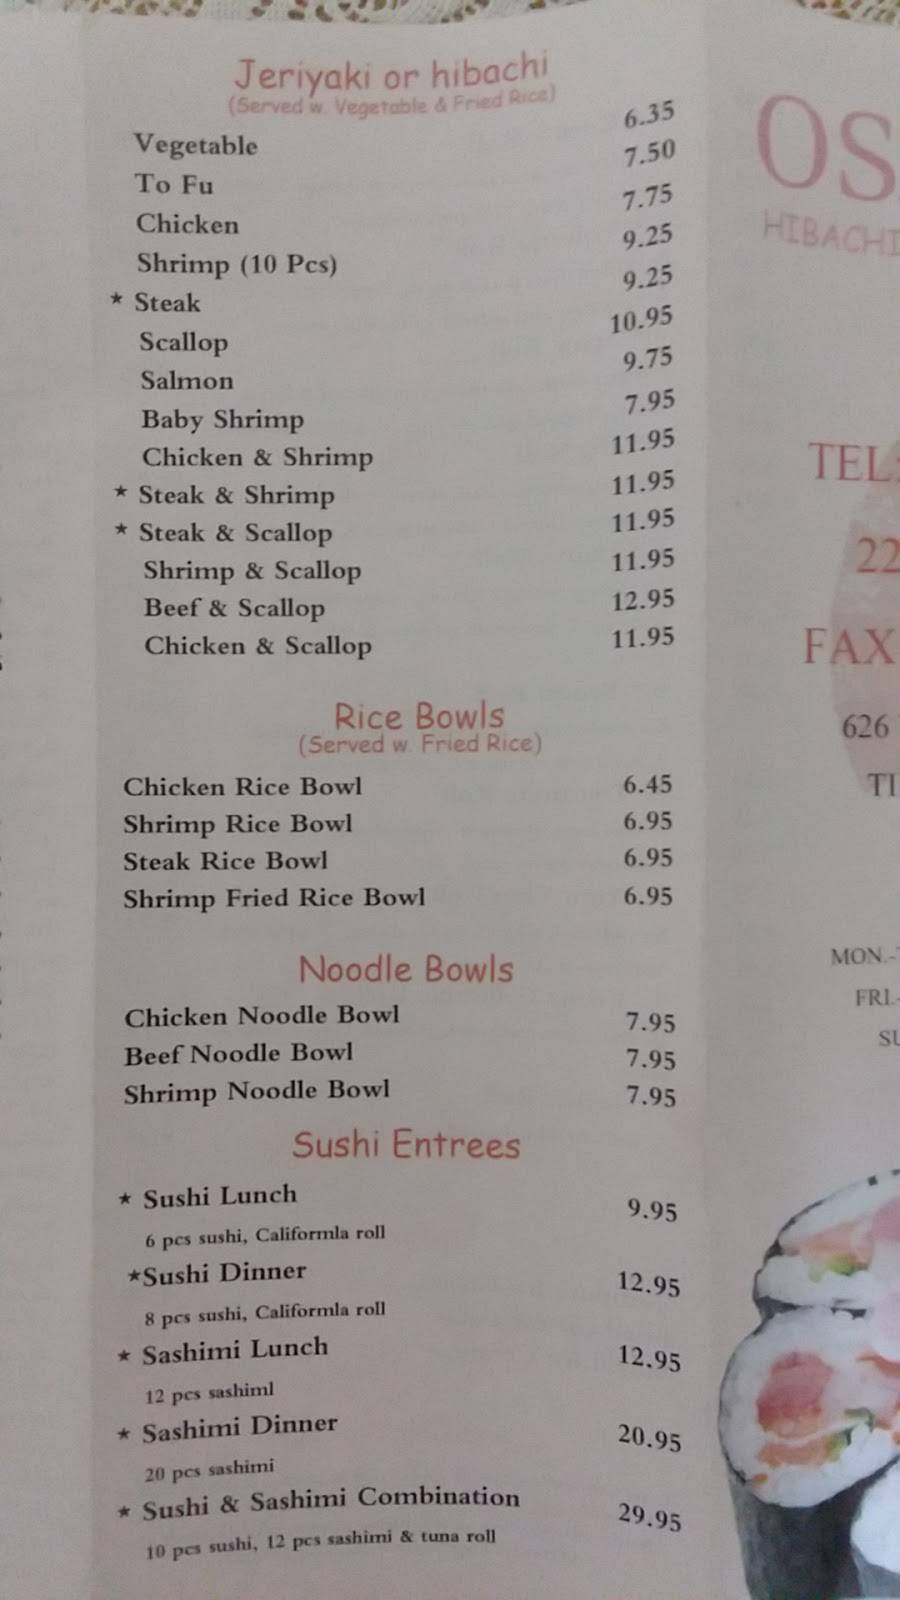 Jeriyaki or hibachi
(Served w. Vegetable & Fried Rice)
Vegetable 6.35
To Fu 7.50
Chicken 7.75
Shrimp (10 Pcs) 9.25
* Steak 9.25
Scallop 10.95
Salmon 9.75
Baby Shrimp 7.95
Chicken & Shrimp 11.95
* Steak & Shrimp 11.95
* Steak & Scallop 11.95
Shrimp & Scallop 11.95
Beef & Scallop 12.95
Chicken & Scallop 11.95
Rice Bowls
(Served w. Fried Rice)
Chicken Rice Bowl 6.45
Shrimp Rice Bowl 6.95
Steak Rice Bowl 6.95
Shrimp Fried Rice Bowl 6.95
Noodle Bowls
Chicken Noodle Bowl 7.95
Beef Noodle Bowl 7.95
Shrimp Noodle Bowl 7.95
Sushi Entrees
* Sushi Lunch 9.95
6 pcs sushi, Califormla roll
*Sushi Dinner 12.95
8 pcs sushi, Califormla roll
* Sashimi Lunch 12.95
12 pcs sashiml
* Sashimi Dinner 20.95
20 pcs sashimi
* Sushi & Sashimi Combination 29.95
10 pcs sushi, 12 pcs sashimi & tuna roll
OS
HIBACHI
TEL:
22
FAX
626
TI
MON.-
FRI.-
SU